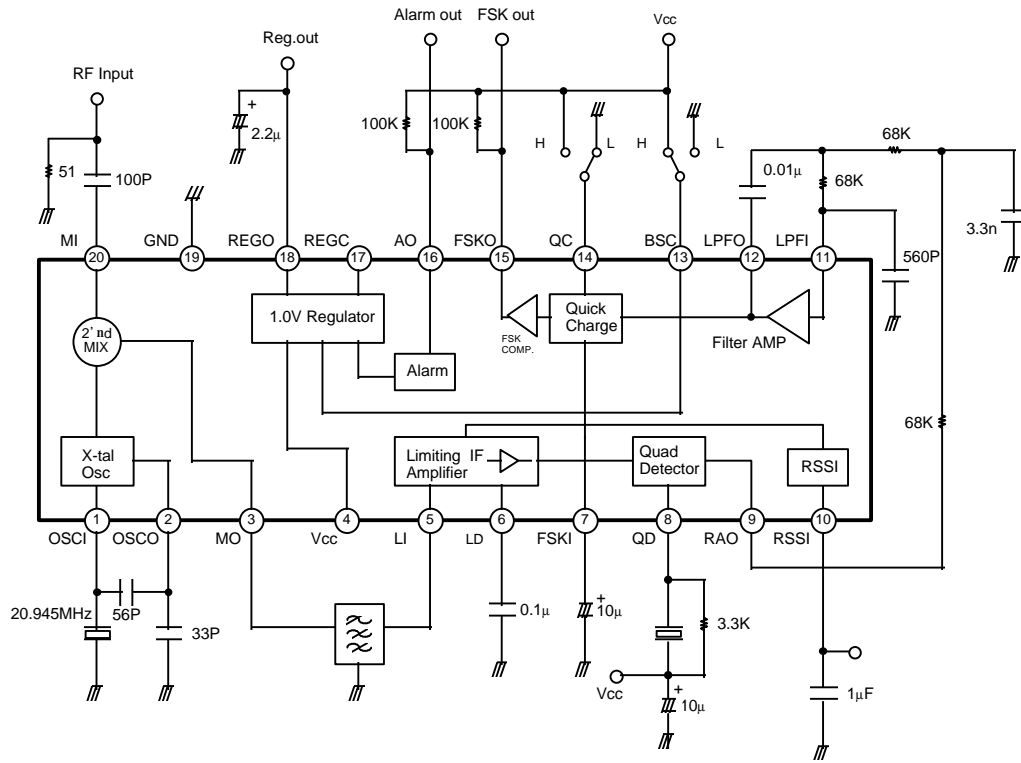 Alarm out
FSK out
Vcc
Reg.out
RF Input
+
2.2μ
100K
100K
H
L
H
L
68K
51
100P
0.01μ
68K
3.3n
560P
MI
GND
REGO
REGC
AO
FSKO
QC
BSC
LPFO
LPFI
20
19
18
17
16
15
14
13
12
11
2'nd
MIX
1.0V Regulator
FSK
COMP.
Quick
Charge
Filter AMP
Alarm
68K
X-tal
Osc
Limiting IF
Amplifier
Quad
Detector
RSSI
1
2
3
4
5
6
7
8
9
10
OSCI
OSCO
MO
Vcc
LI
LD
FSKI
QD
RAO
RSSI
20.945MHz
56P
33P
0.1μ
+
10μ
3.3K
Vcc
+
10μ
1μF